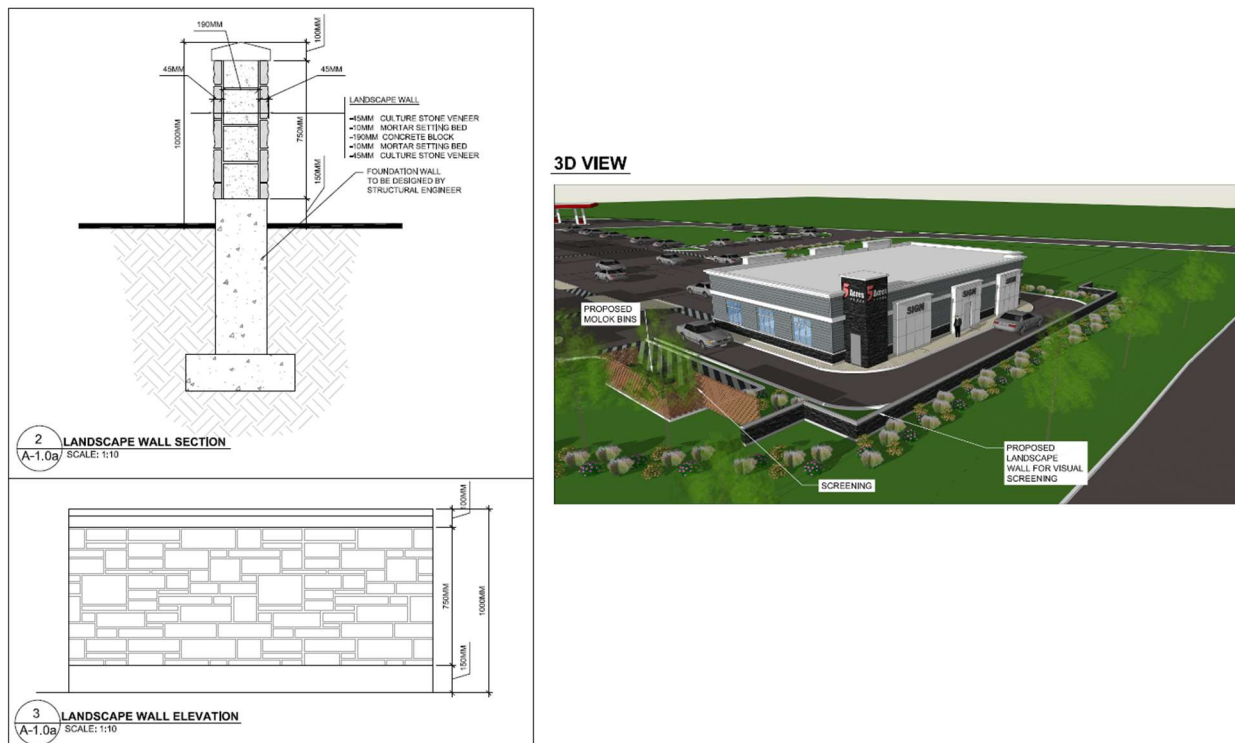 190MM
100MM
45MM
45MM
1000MM
750MM
150MM
LANDSCAPE WALL
-45MM CULTURE STONE VENEER
-10MM MORTAR SETTING BED
-190MM CONCRETE BLOCK
-10MM MORTAR SETTING BED
-45MM CULTURE STONE VENEER
FOUNDATION WALL
TO BE DESIGNED BY
STRUCTURAL ENGINEER
2
A-1.0a
LANDSCAPE WALL SECTION
SCALE: 1:10
100MM
750MM
1000MM
150MM
3
A-1.0a
LANDSCAPE WALL ELEVATION
SCALE: 1:10
3D VIEW
PROPOSED
MOLOK BINS
SIGN
SIGN
SCREENING
PROPOSED
LANDSCAPE
WALL FOR VISUAL
SCREENING